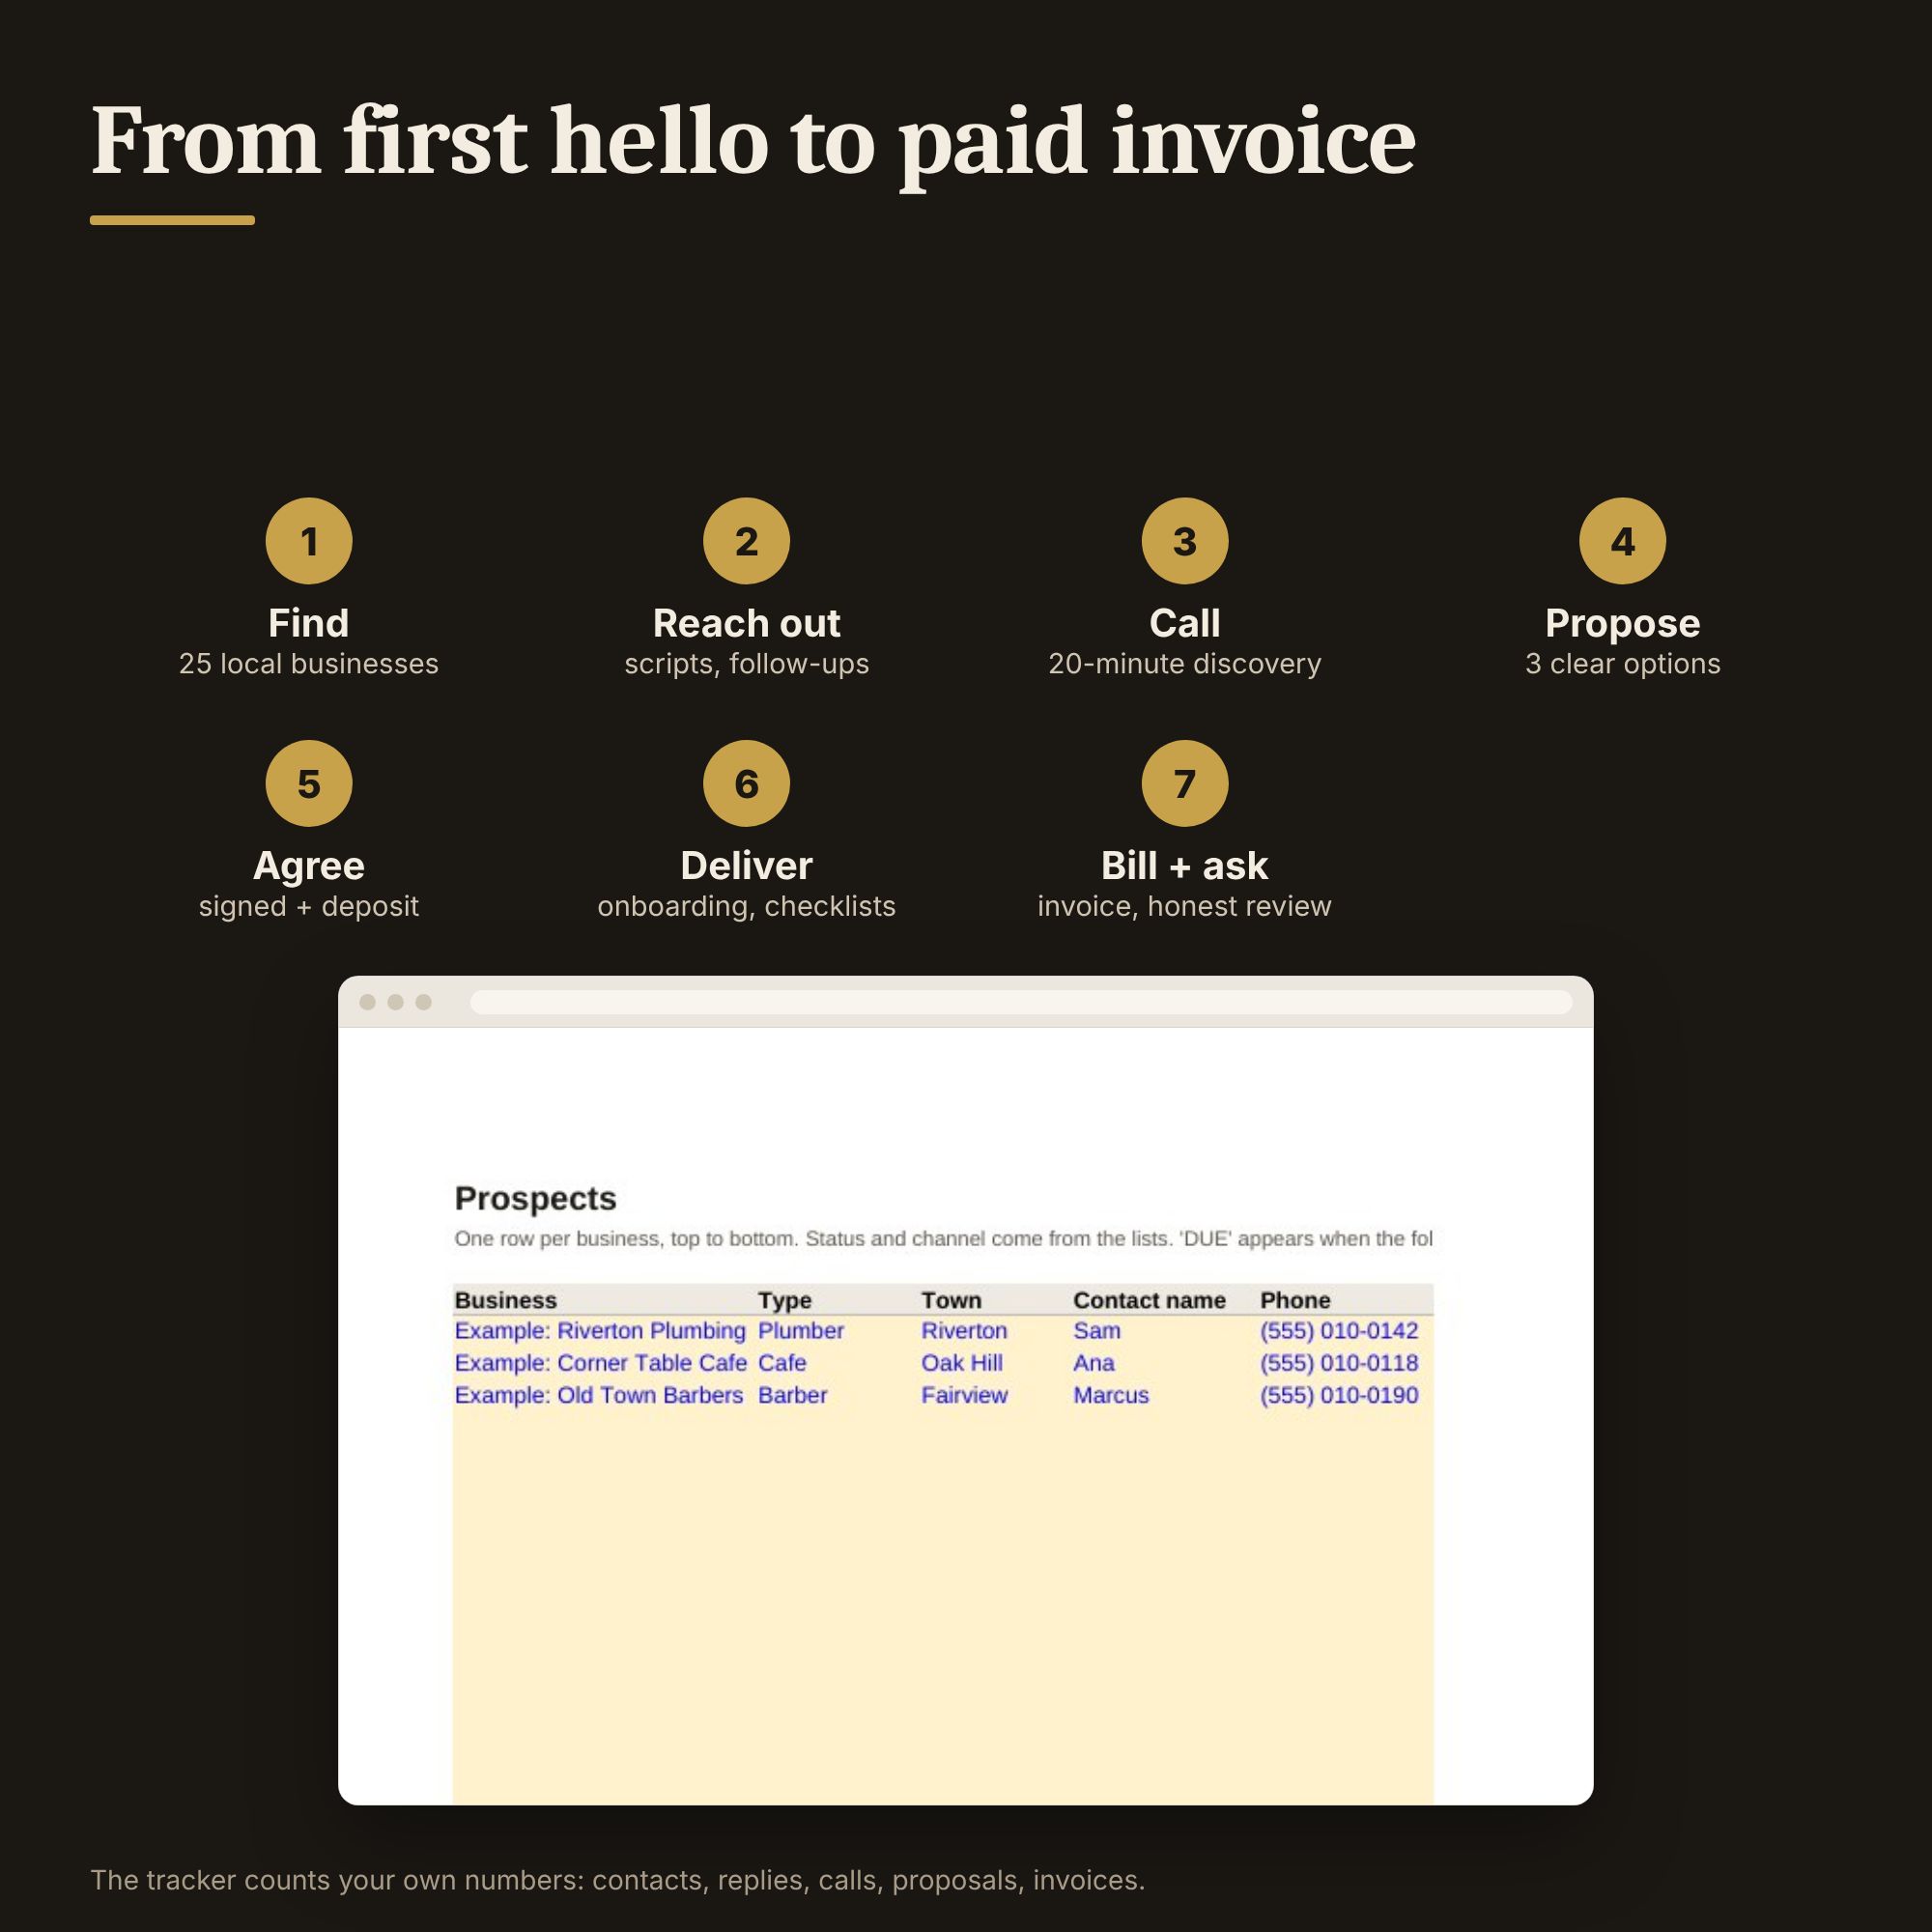 From first hello to paid invoice
1
2
3
4
Find
Reach out
Call
Propose
25 local businesses
scripts, follow-ups
20-minute discovery
3 clear options
5
6
7
Agree
Deliver
Bill + ask
signed + deposit
onboarding, checklists
invoice, honest review
Prospects
One row per business, top to bottom. Status and channel come from the lists. 'DUE' appears when the fol
Business Type Town Contact name Phone
Example: Riverton Plumbing Plumber Riverton Sam (555) 010-0142
Example: Corner Table Cafe Cafe Oak Hill Ana (555) 010-0118
Example: Old Town Barbers Barber Fairview Marcus (555) 010-0190
The tracker counts your own numbers: contacts, replies, calls, proposals, invoices.